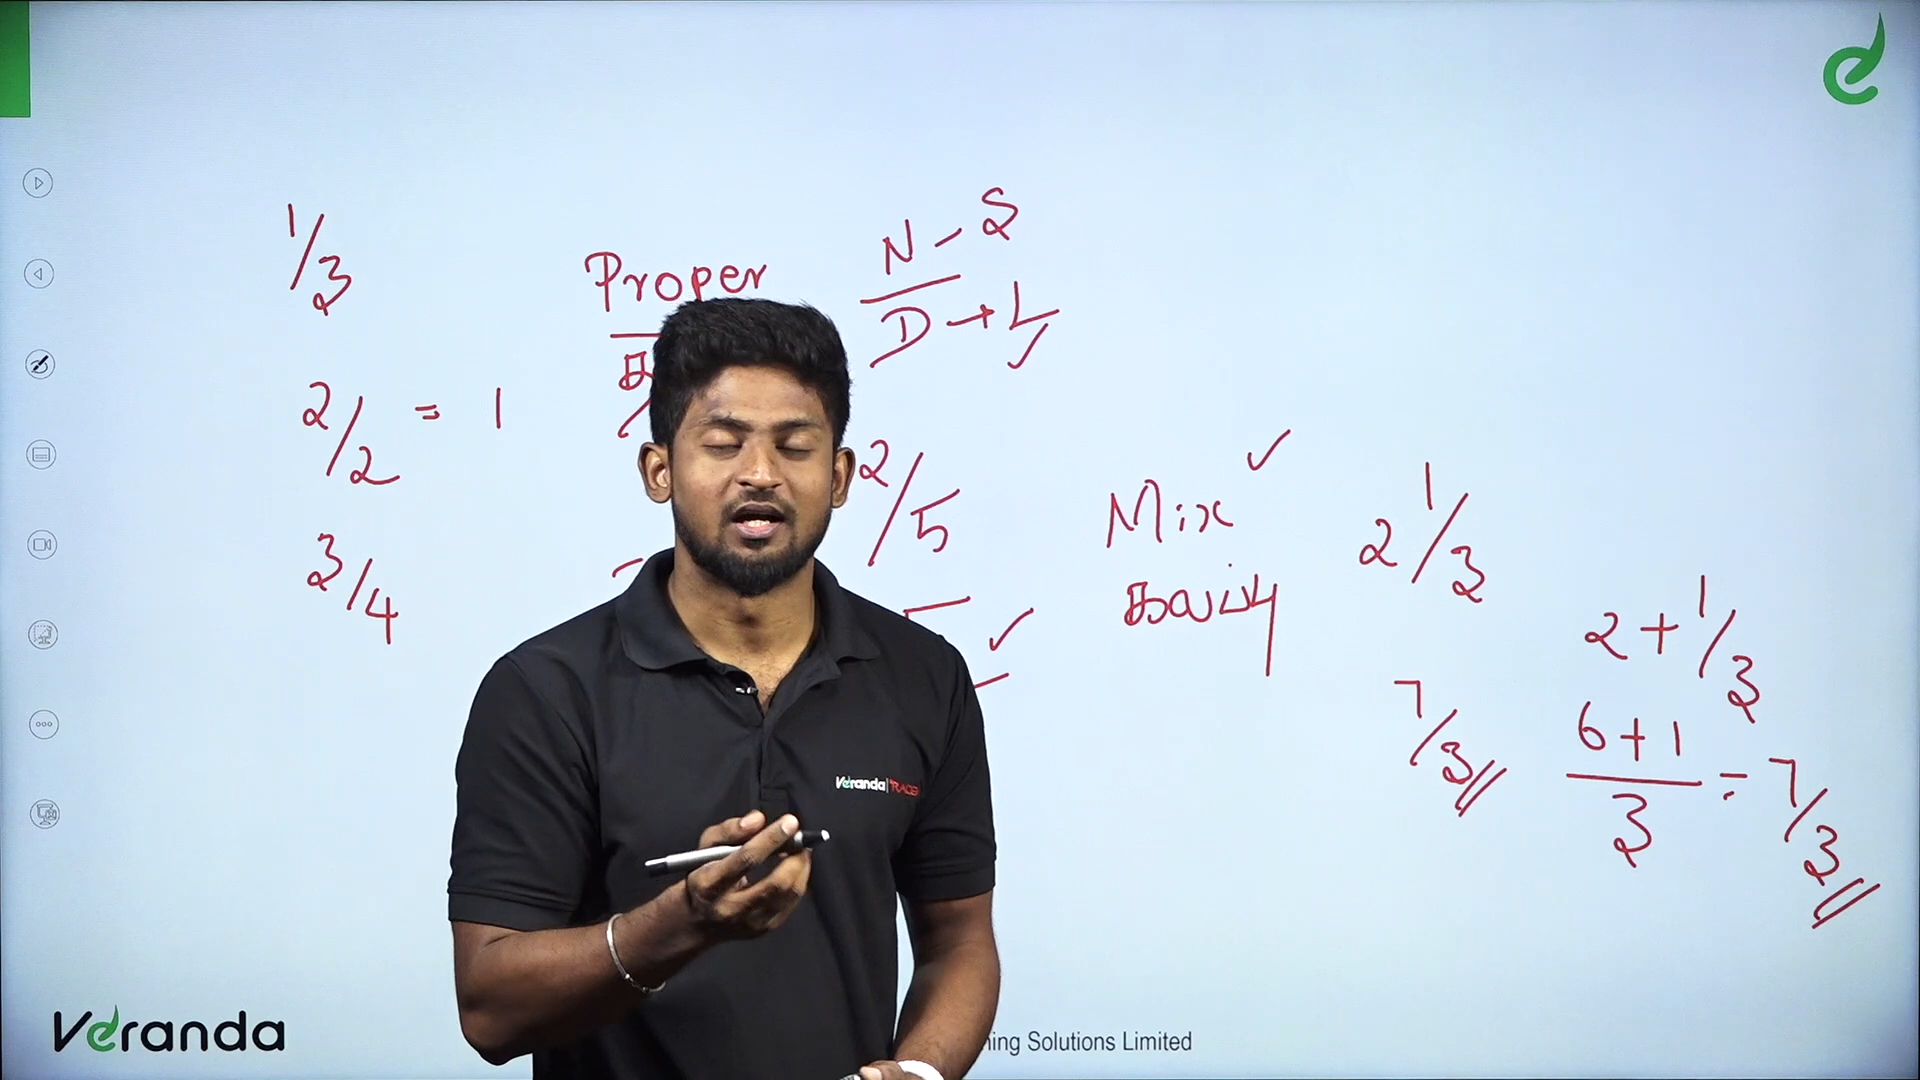 1/3
2/2 = 1
3/4
Proper
N - S
D → L
2/5
Mix
கலப்பு
2 1/3
7/3
2 + 1/3
6+1/3 = 7/3
Veranda
Veranda
ning Solutions Limited